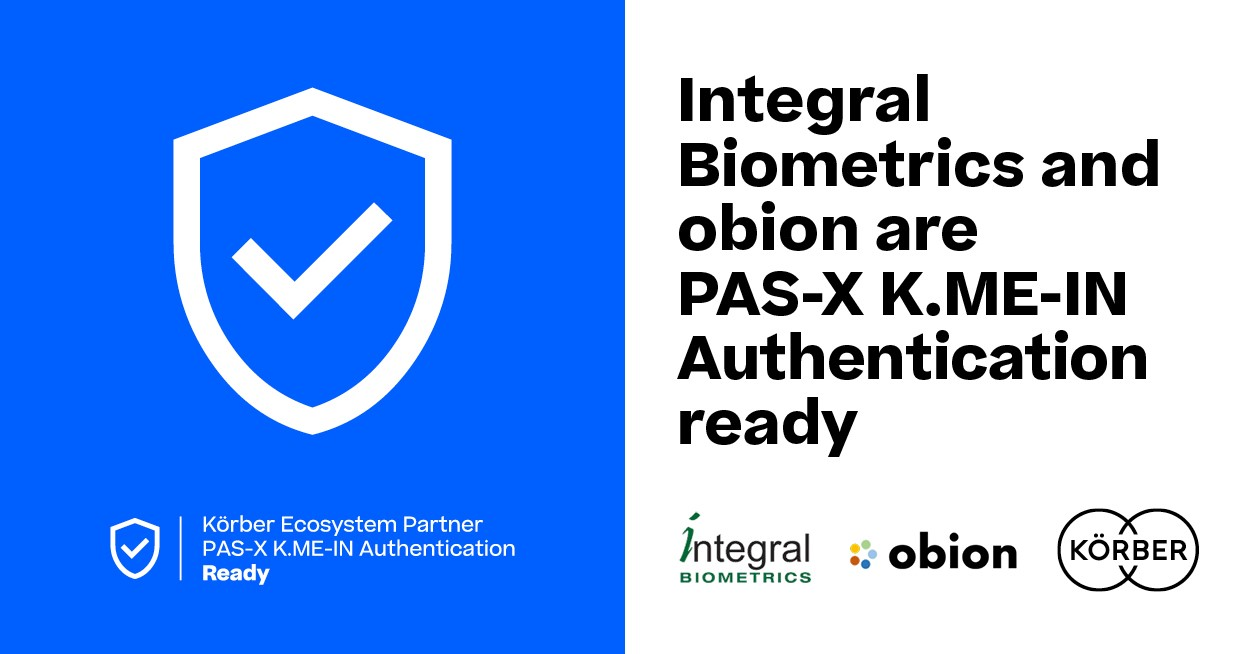 Integral
Biometrics and
obion are
PAS-X K.ME-IN
Authentication
ready
Körber Ecosystem Partner
PAS-X K.ME-IN Authentication
Ready
integral
BIOMETRICS
obion
KÖRBER